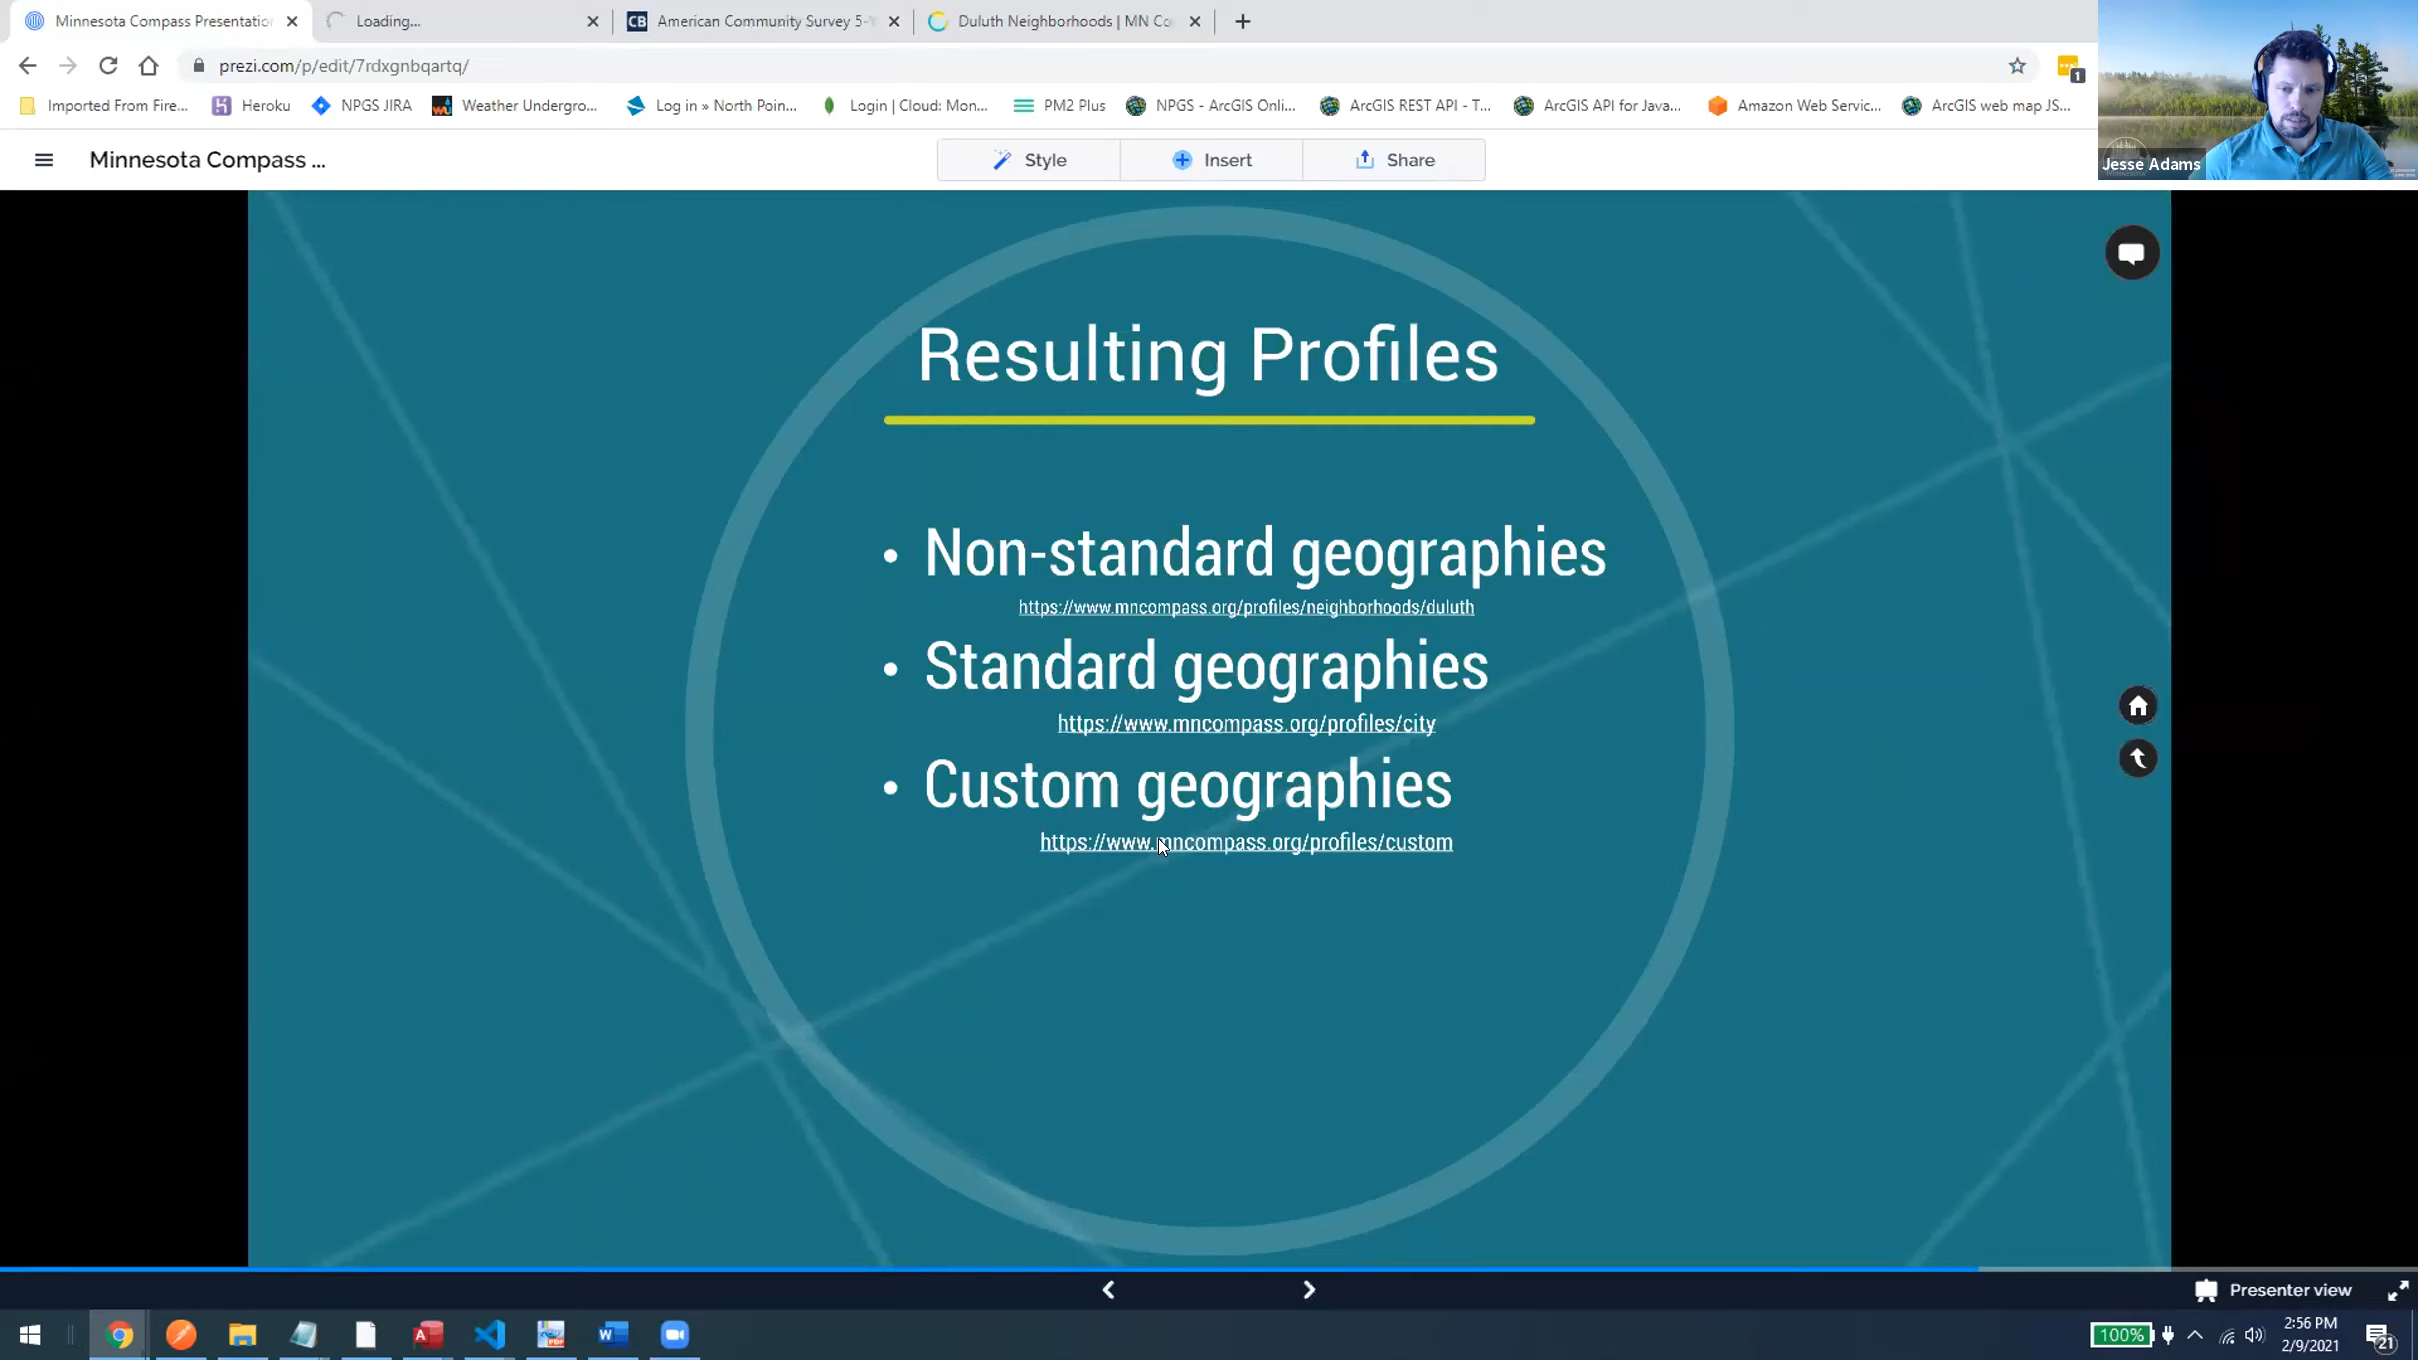 Minnesota Compass Presentation
Loading...
CB
American Community Survey 5-Y
Duluth Neighborhoods | MN Co
prezi.com/p/edit/7rdxgnbqartq/
1
Imported From Fire...
Heroku
NPGS JIRA
Weather Undergro...
Log in » North Poin...
Login | Cloud: Mon...
PM2 Plus
NPGS - ArcGIS Onli...
ArcGIS REST API - T...
ArcGIS API for Java...
Amazon Web Servic...
ArcGIS web map JS...
Minnesota Compass ...
Style
Insert
Share
Jesse Adams
Resulting Profiles
• Non-standard geographies
https://www.mncompass.org/profiles/neighborhoods/duluth
• Standard geographies
https://www.mncompass.org/profiles/city
• Custom geographies
https://www.mncompass.org/profiles/custom
Presenter view
100%
2:56 PM
2/9/2021
21